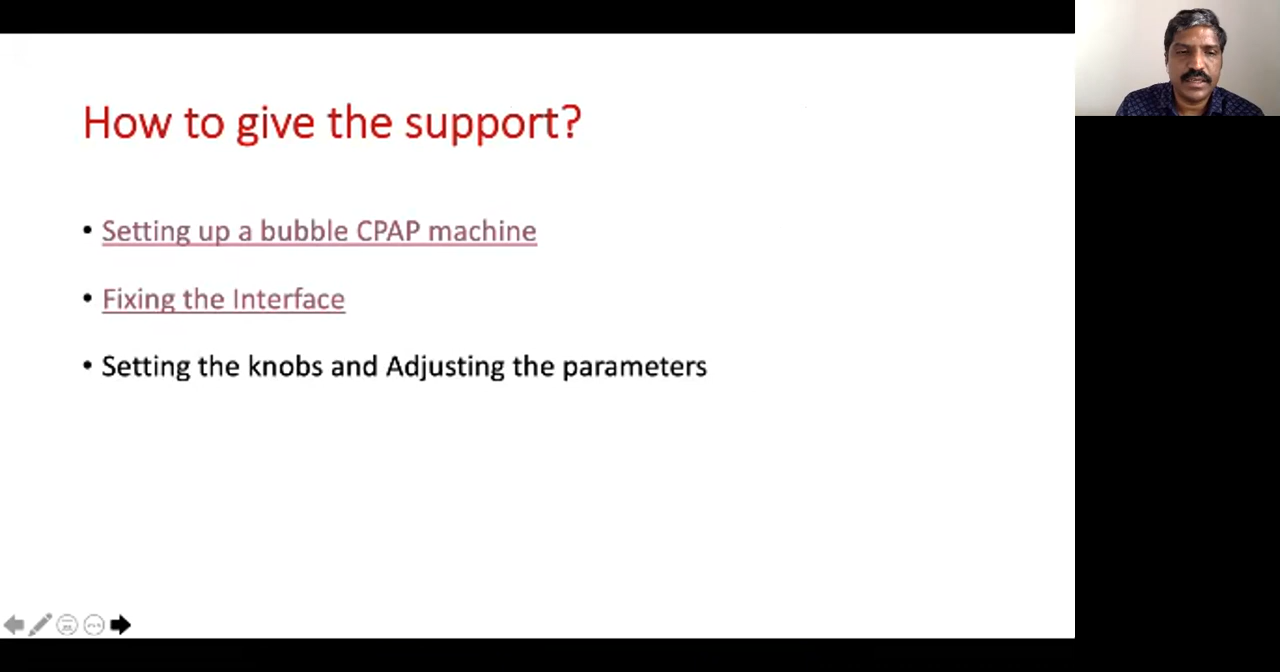 How to give the support?
• Setting up a bubble CPAP machine
• Fixing the Interface
• Setting the knobs and Adjusting the parameters